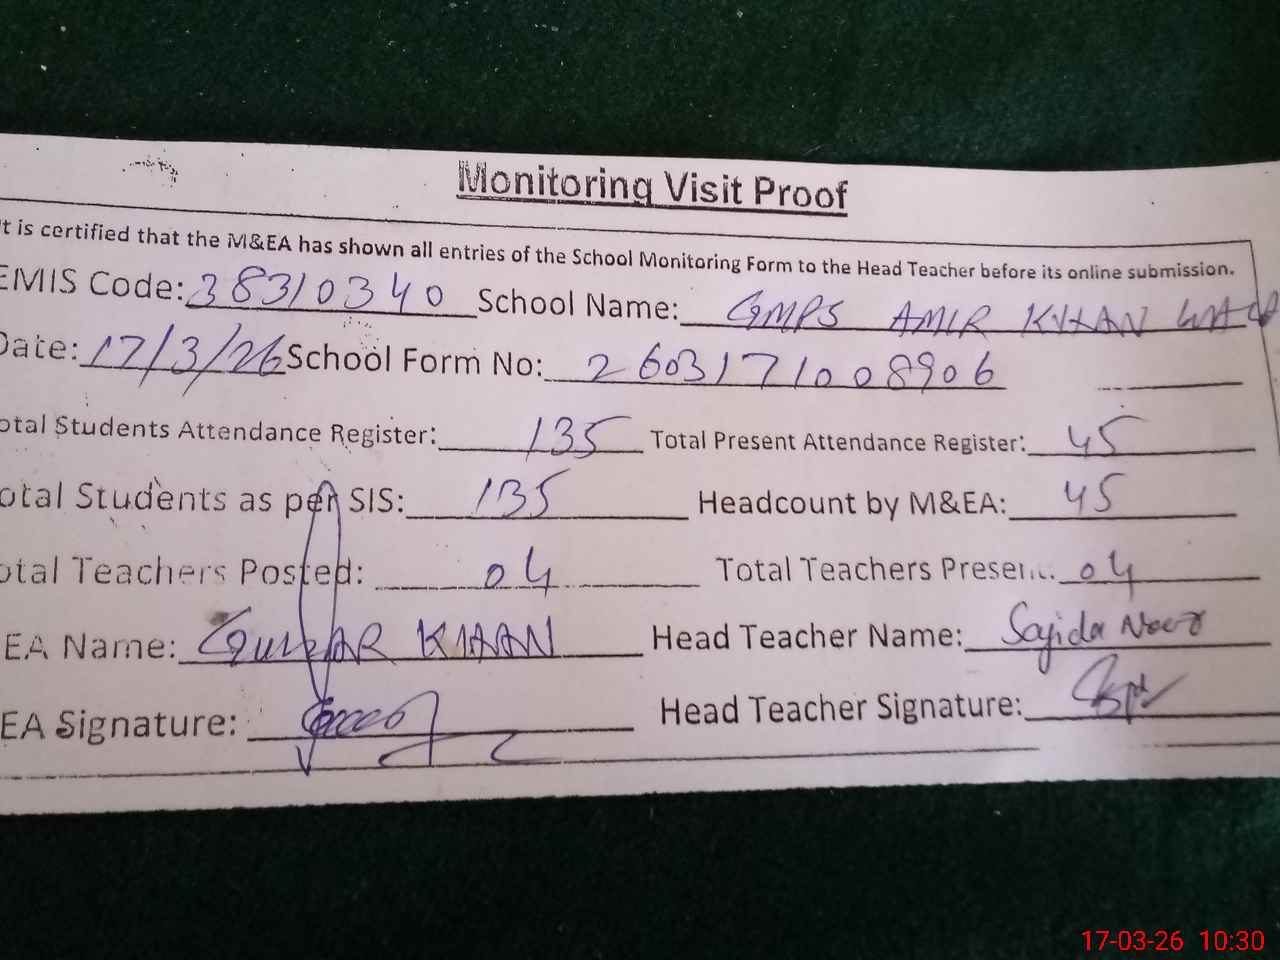 Monitoring Visit Proof
t is certified that the M&EA has shown all entries of the School Monitoring Form to the Head Teacher before its online submission.
EMIS Code: 38310340 School Name: GMPS AMIR KHAN
Date: 17/3/26 School Form No: 2603171008906
otal Students Attendance Register: 135 Total Present Attendance Register: 45
otal Students as per SIS: 135 Headcount by M&EA: 45
otal Teachers Posted: 04 Total Teachers Present: 04
EA Name: KHAN Head Teacher Name: Sajida Noor
EA Signature: Head Teacher Signature:
17-03-26 10:30